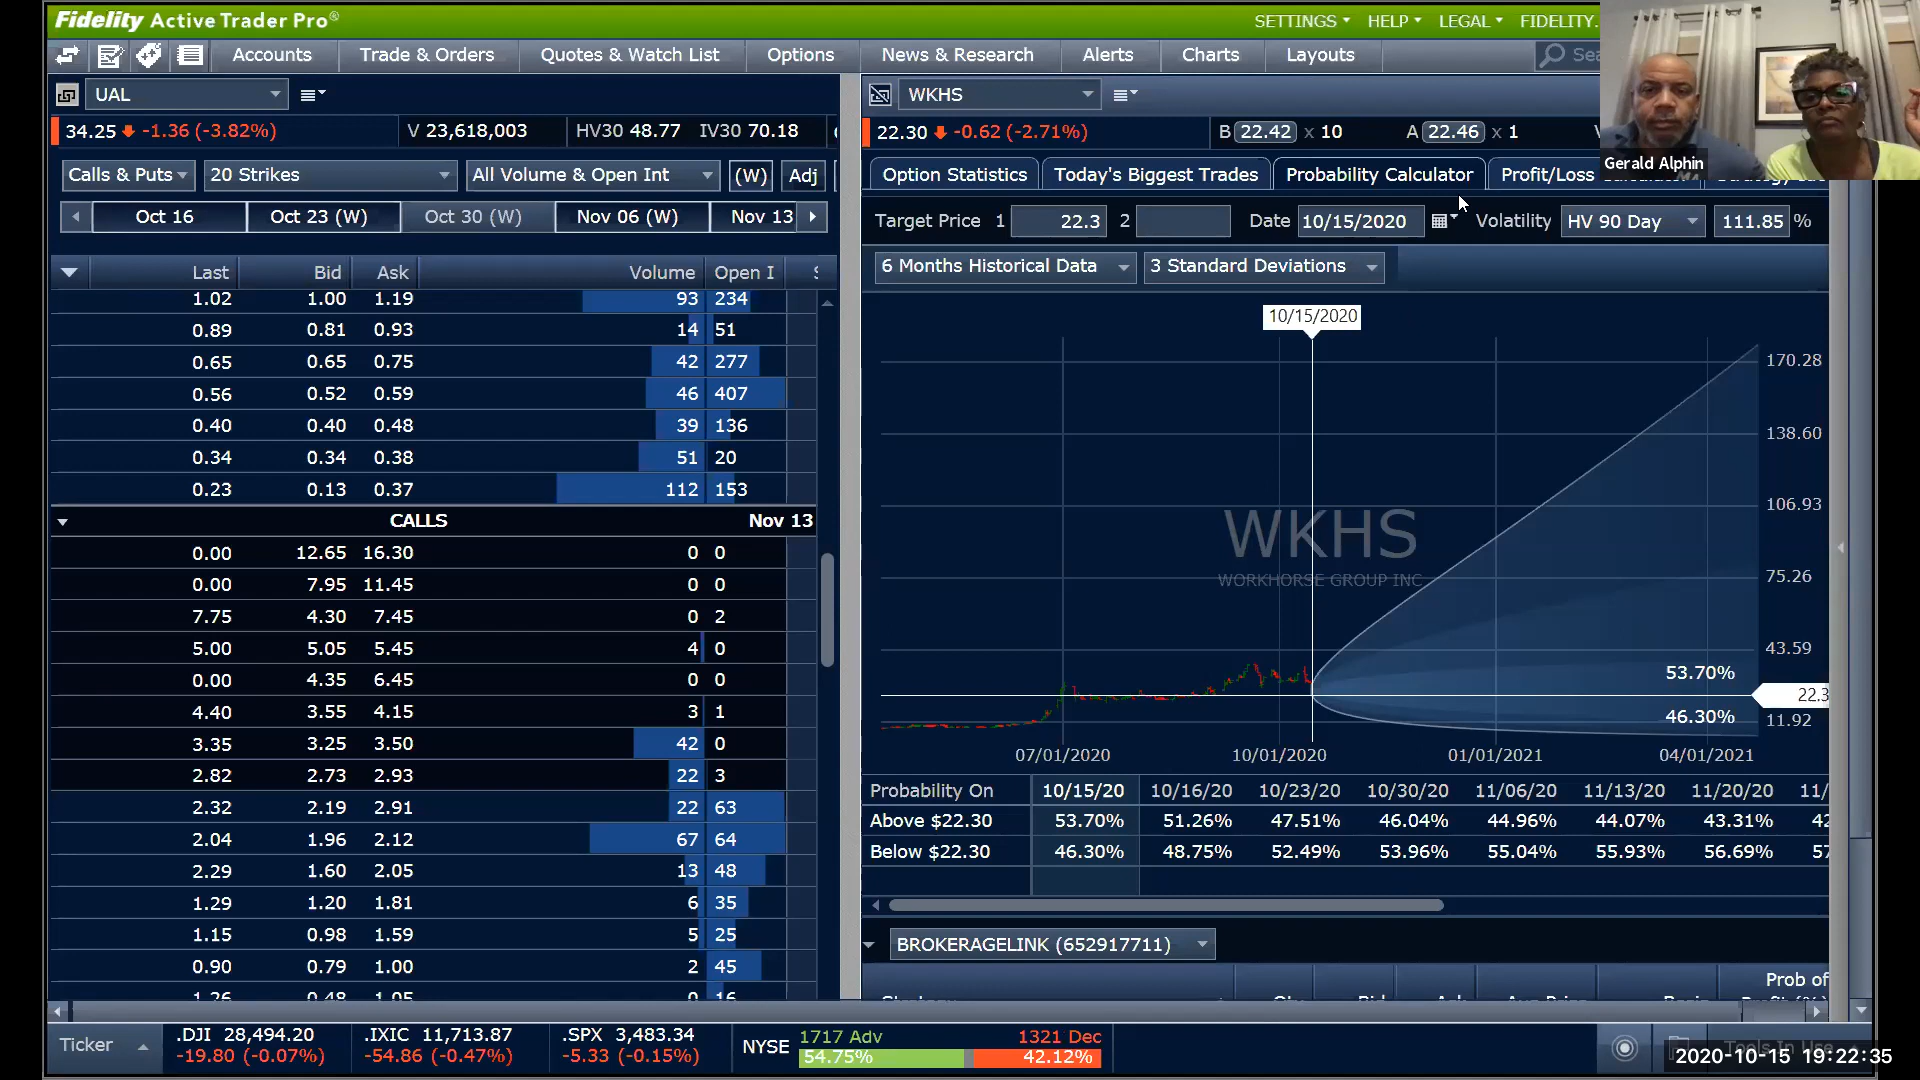 Fidelity Active Trader Pro®
SETTINGS HELP LEGAL FIDELITY.
Accounts Trade & Orders Quotes & Watch List Options News & Research Alerts Charts Layouts
UAL
34.25 -1.36 (-3.82%) V 23,618,003 HV30 48.77 IV30 70.18
Calls & Puts 20 Strikes All Volume & Open Int (W) Adj
Oct 16 Oct 23 (W) Oct 30 (W) Nov 06 (W) Nov 13
Last Bid Ask Volume Open I
1.02 1.00 1.19 93 234
0.89 0.81 0.93 14 51
0.65 0.65 0.75 42 277
0.56 0.52 0.59 46 407
0.40 0.40 0.48 39 136
0.34 0.34 0.38 51 20
0.23 0.13 0.37 112 153
CALLS Nov 13
0.00 12.65 16.30 0 0
0.00 7.95 11.45 0 0
7.75 4.30 7.45 0 2
5.00 5.05 5.45 4 0
0.00 4.35 6.45 0 0
4.40 3.55 4.15 3 1
3.35 3.25 3.50 42 0
2.82 2.73 2.93 22 3
2.32 2.19 2.91 22 63
2.04 1.96 2.12 67 64
2.29 1.60 2.05 13 48
1.29 1.20 1.81 6 35
1.15 0.98 1.59 5 25
0.90 0.79 1.00 2 45
WKHS
22.30 -0.62 (-2.71%) B 22.42 x 10 A 22.46 x 1
Gerald Alphin
Option Statistics Today's Biggest Trades Probability Calculator Profit/Loss
Target Price 1 22.3 2 Date 10/15/2020 Volatility HV 90 Day 111.85 %
6 Months Historical Data 3 Standard Deviations
10/15/2020
170.28
138.60
106.93
WKHS
WORKHORSE GROUP INC
75.26
43.59
53.70%
22.3
46.30%
11.92
07/01/2020 10/01/2020 01/01/2021 04/01/2021
Probability On 10/15/20 10/16/20 10/23/20 10/30/20 11/06/20 11/13/20 11/20/20 11/
Above $22.30 53.70% 51.26% 47.51% 46.04% 44.96% 44.07% 43.31% 42
Below $22.30 46.30% 48.75% 52.49% 53.96% 55.04% 55.93% 56.69% 57
BROKERAGELINK (652917711)
Prob of
Ticker
.DJI 28,494.20
-19.80 (-0.07%)
.IXIC 11,713.87
-54.86 (-0.47%)
.SPX 3,483.34
-5.33 (-0.15%)
NYSE
1717 Adv 1321 Dec
54.75% 42.12%
2020-10-15 19:22:35